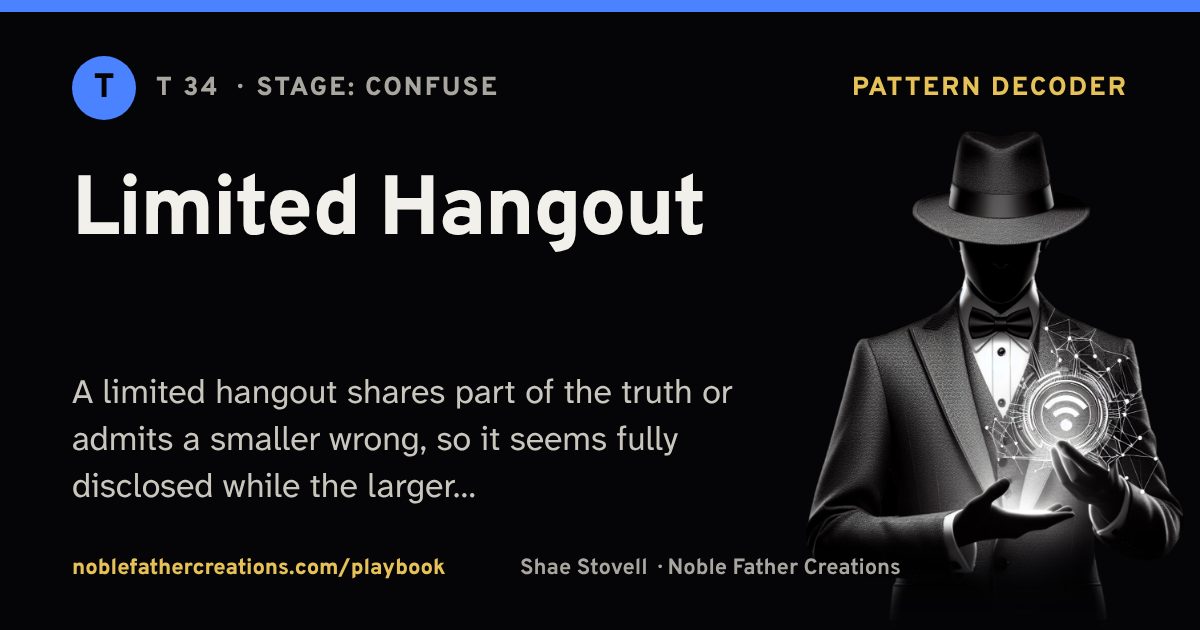 T
T 34 · STAGE: CONFUSE
PATTERN DECODER
Limited Hangout
A limited hangout shares part of the truth or
admits a smaller wrong, so it seems fully
disclosed while the larger...
noblefathercreations.com/playbook
Shae Stovell · Noble Father Creations